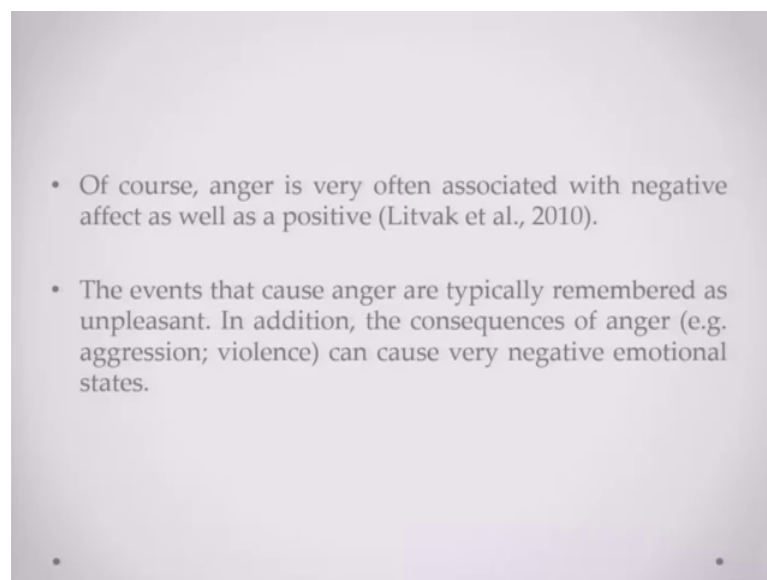 • Of course, anger is very often associated with negative
affect as well as a positive (Litvak et al., 2010).
• The events that cause anger are typically remembered as
unpleasant. In addition, the consequences of anger (e.g.
aggression; violence) can cause very negative emotional
states.